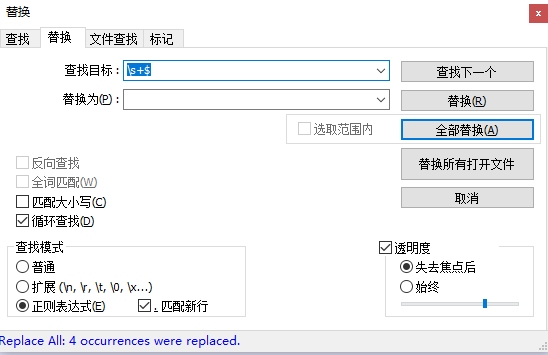 替换
x
查找 替换 文件查找 标记
查找目标： \s+$ 查找下一个
替换为(P)： 替换(R)
选取范围内 全部替换(A)
替换所有打开文件
取消
反向查找
全词匹配(W)
匹配大小写(C)
循环查找(D)
查找模式
普通
扩展 (\n, \r, \t, \0, \x...)
正则表达式(E) . 匹配新行
透明度
失去焦点后
始终
Replace All: 4 occurrences were replaced.